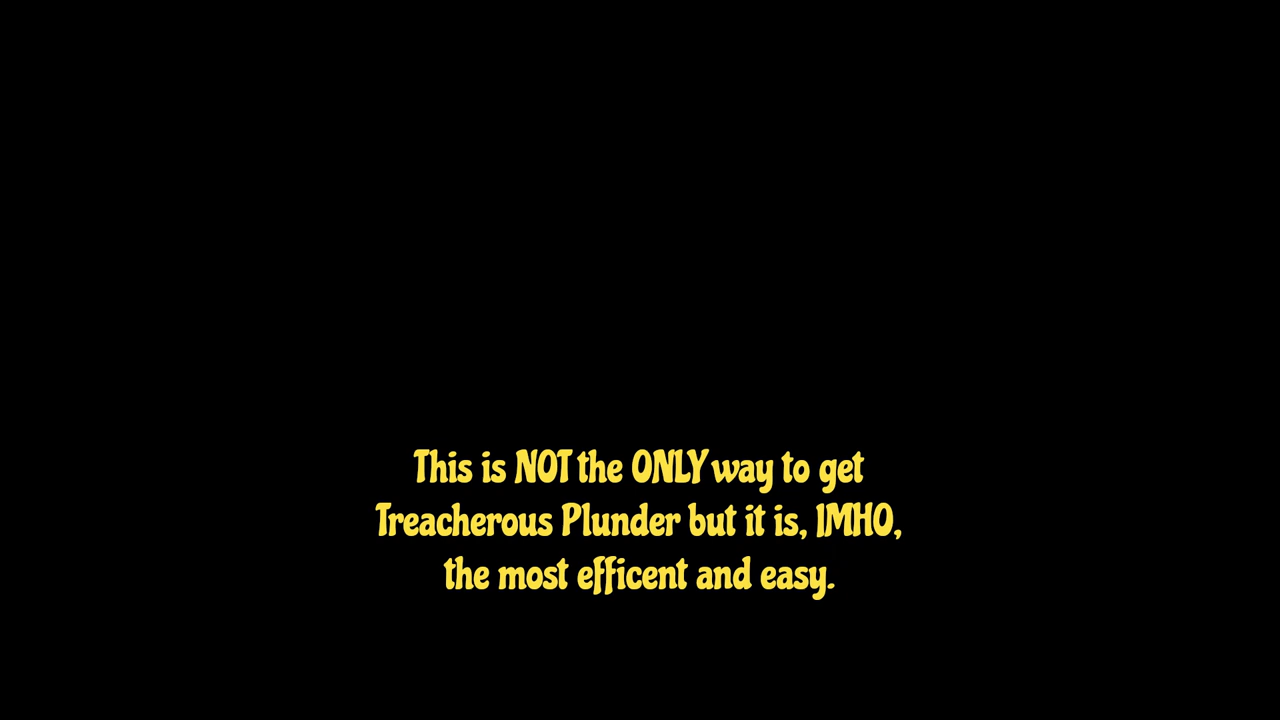 This is NOT the ONLY way to get
Treacherous Plunder but it is, IMHO,
the most efficent and easy.